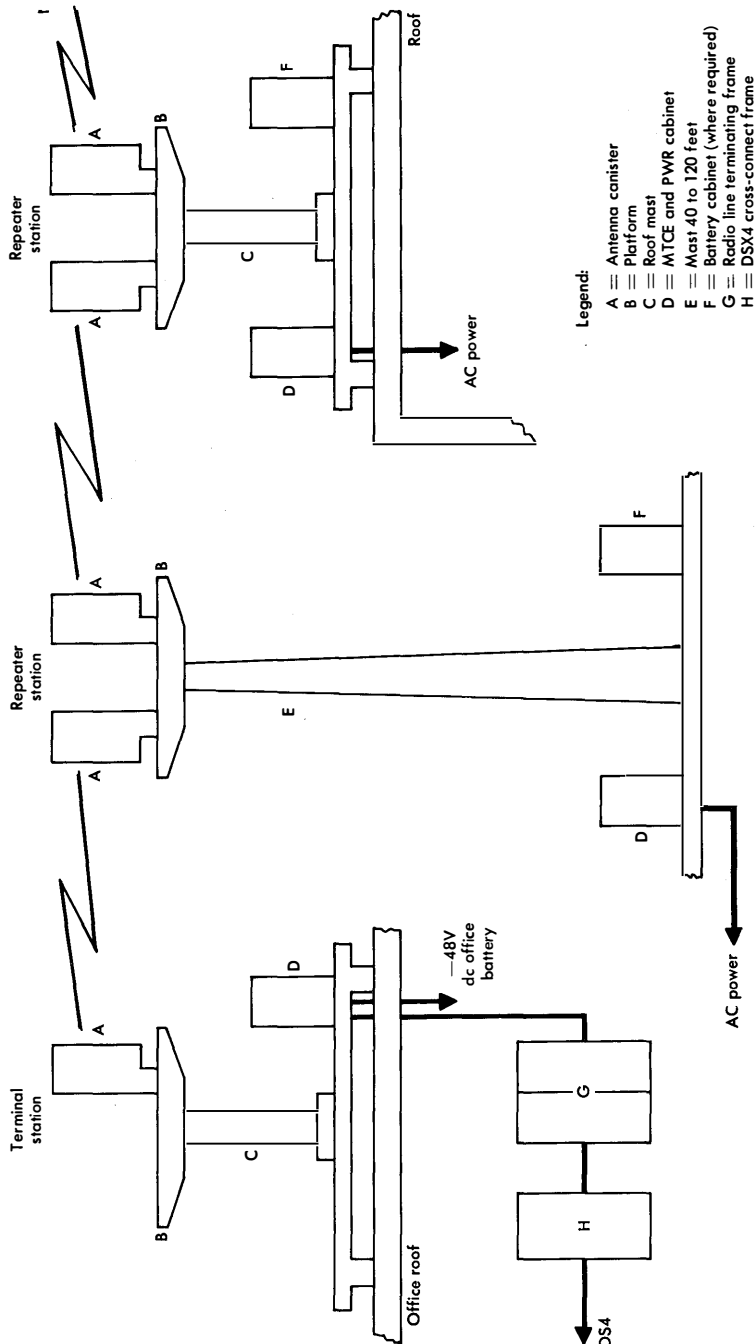 Terminal
station
A
B
C
D
Office roof
—48V
dc office
battery
G
H
DS4
Repeater
station
A
A
B
E
D
F
AC power
Repeater
station
A
A
B
C
D
F
Roof
AC power
Legend:
A = Antenna canister
B = Platform
C = Roof mast
D = MTCE and PWR cabinet
E = Mast 40 to 120 feet
F = Battery cabinet (where required)
G = Radio line terminating frame
H = DSX4 cross-connect frame